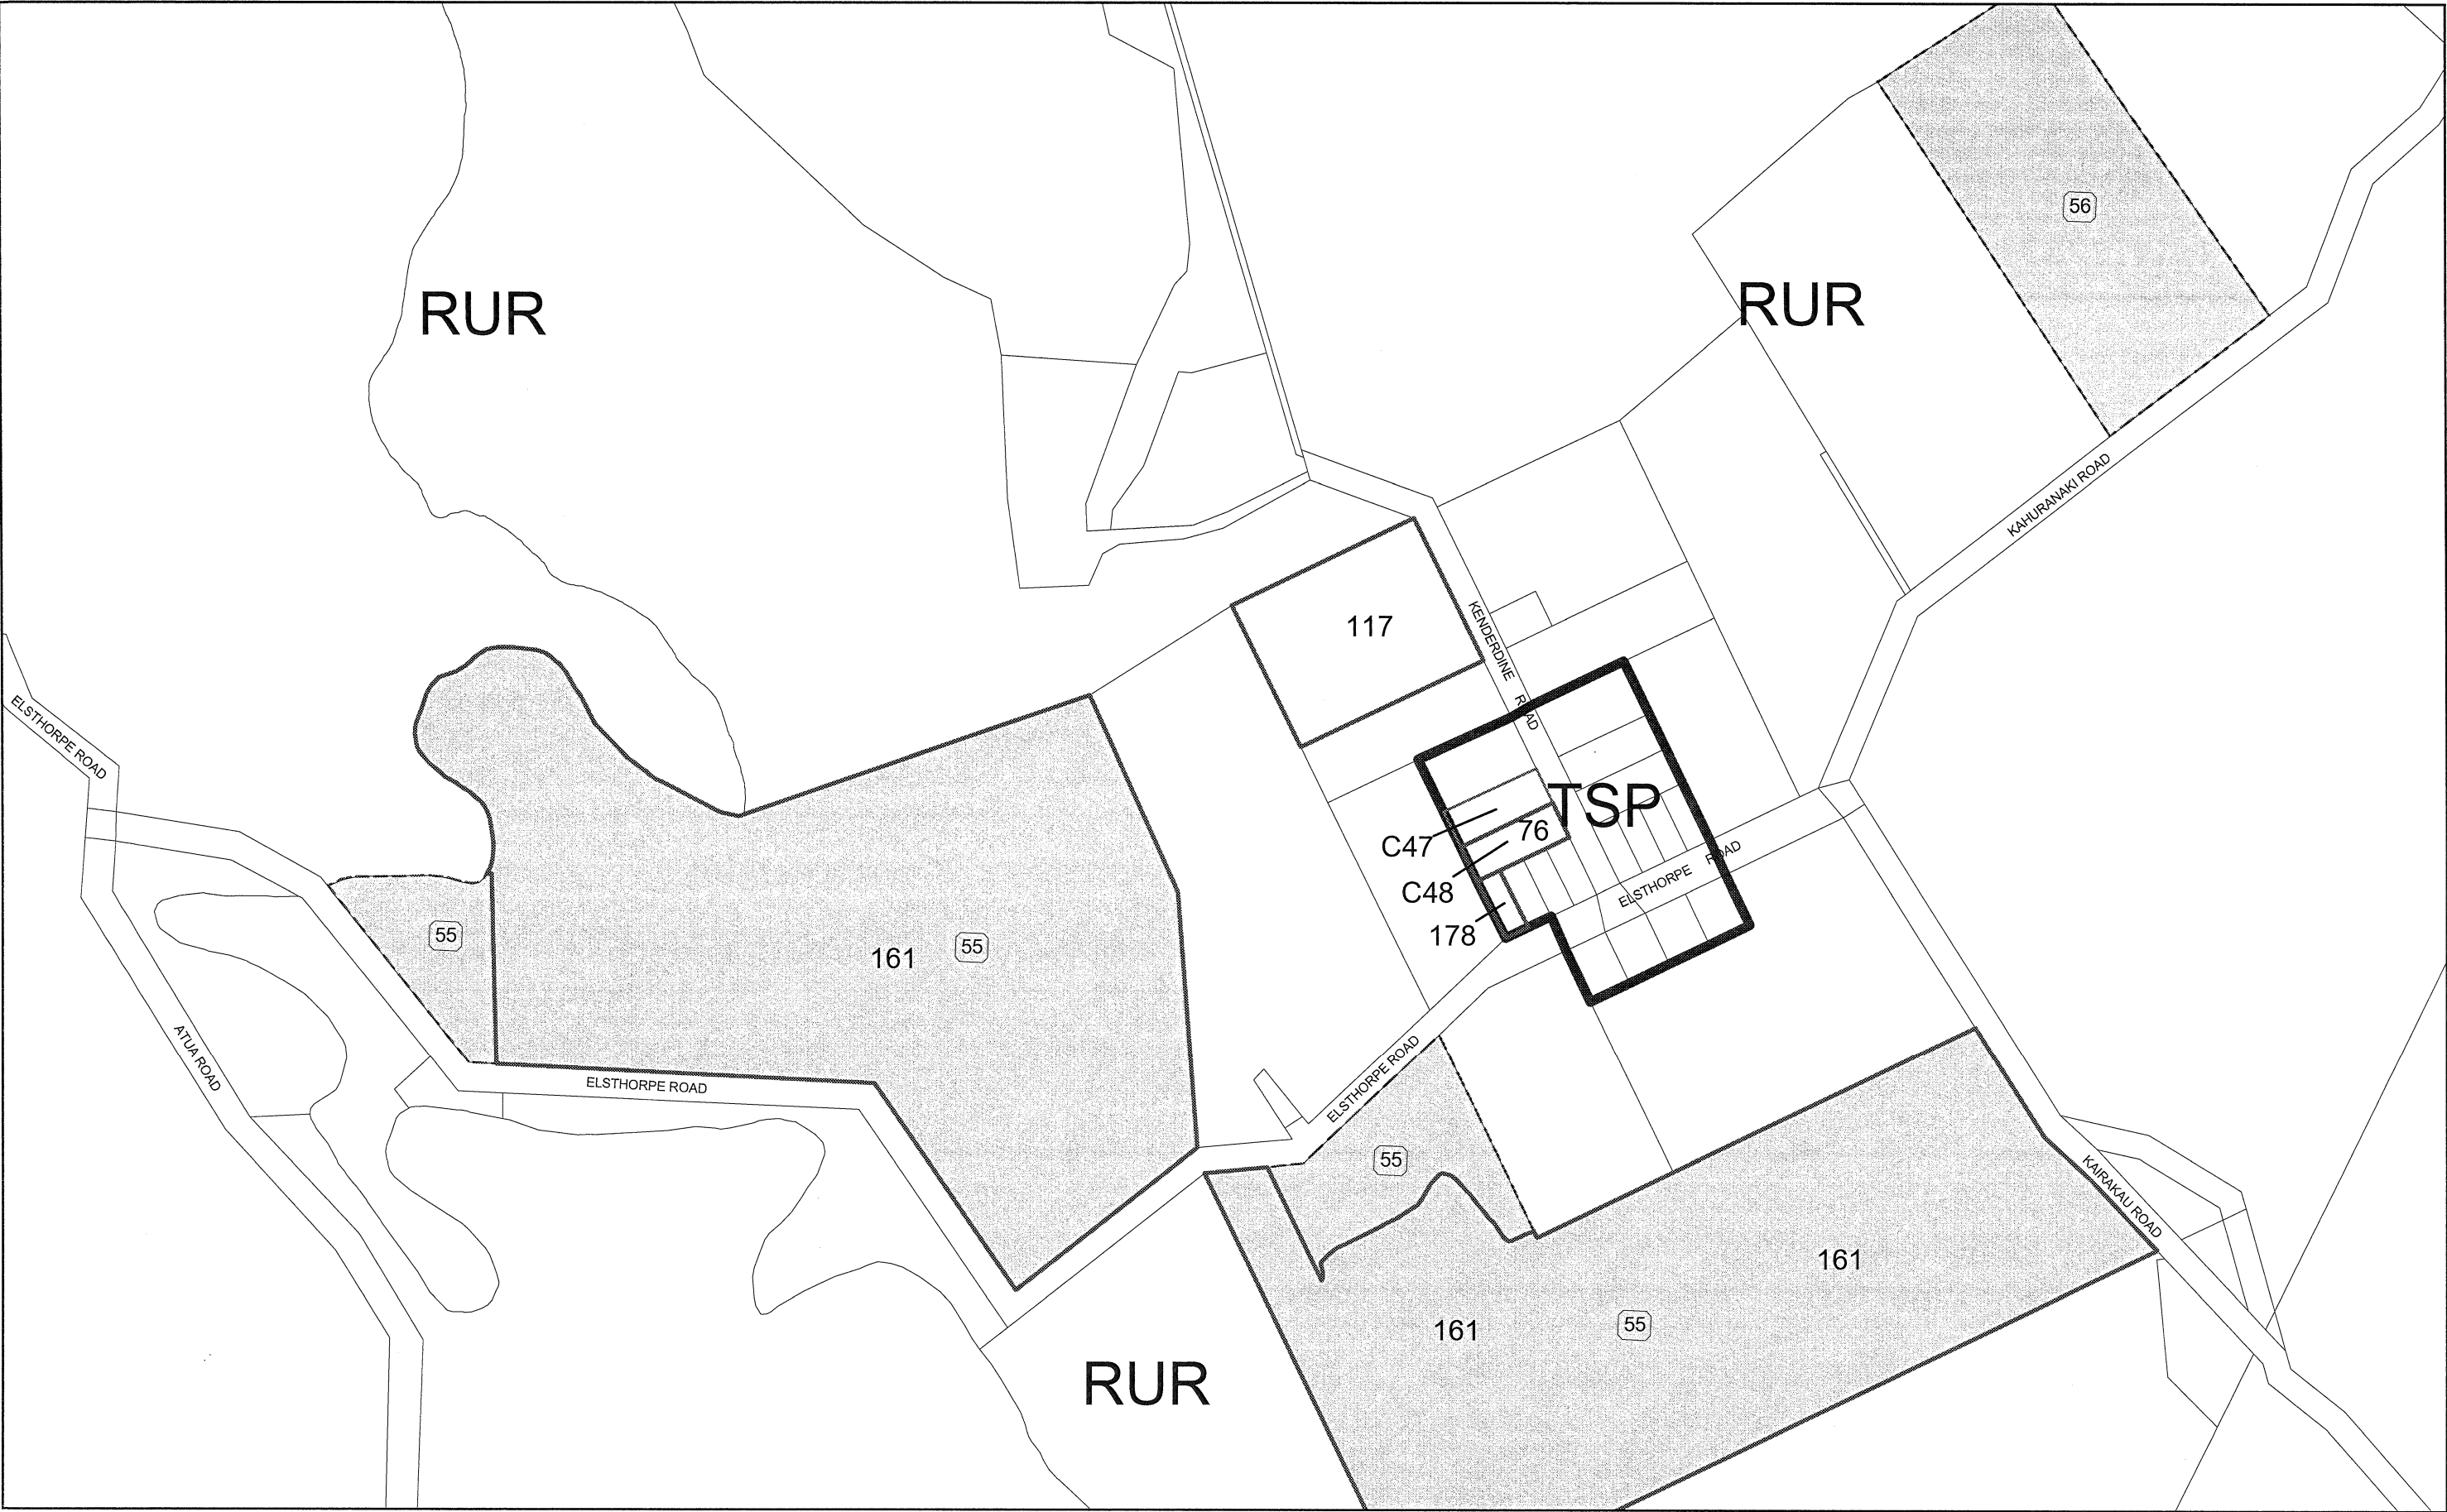 56
RUR
RUR
KAHURANAKI ROAD
117
KENDERDINE ROAD
ELSTHORPE ROAD
TSP
76
C47
C48
178
ELSTHORPE ROAD
55
161
55
ATUA ROAD
ELSTHORPE ROAD
ELSTHORPE ROAD
55
KAIRAKAU ROAD
161
161
55
RUR